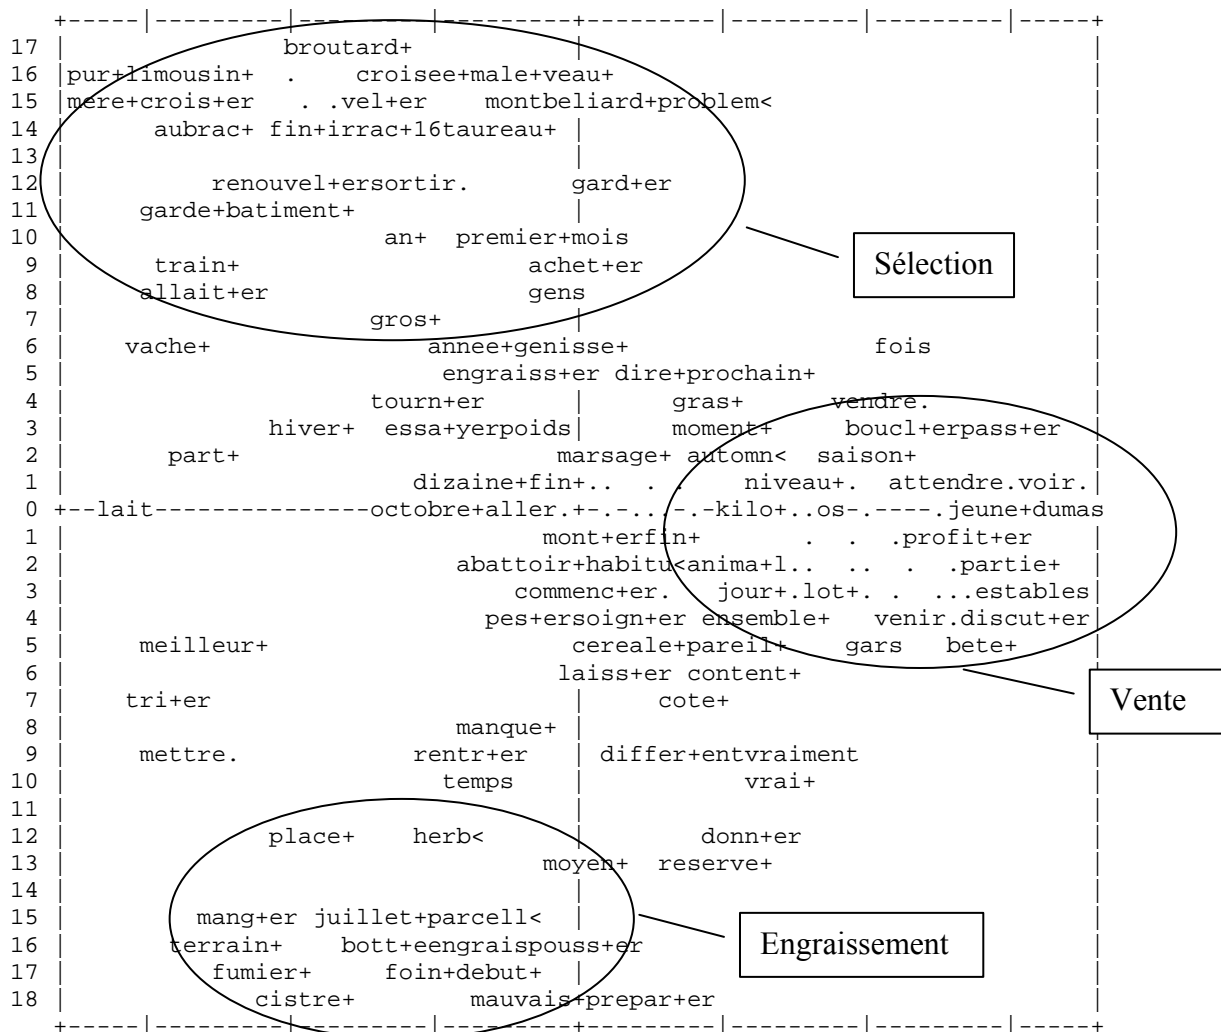 +-----|---------|---------|---------+---------|---------|---------|-----+
17 | broutard+ | |
16 |pur+limousin+ . croisee+male+veau+ |
15 |mere+crois+er . .vel+er montbeliard+problem< |
14 | aubrac+ fin+irrac+16taureau+ | |
13 | | |
12 | renouvel+ersortir. gard+er |
11 | garde+batiment+ | |
10 | an+ premier+mois |
9 | train+ achet+er |
8 | allait+er gens |
Sélection
7 | gros+ | |
6 | vache+ annee+genisse+ fois |
5 | engraiss+er dire+prochain+ |
4 | tourn+er | gras+ vendre. |
3 | hiver+ essa+yerpoids| moment+ boucl+erpass+er |
2 | part+ marsage+ automn< saison+ |
1 | dizaine+fin+.. . . niveau+. attendre.voir.|
0 +--lait---------------octobre+aller.+-.-...-.-kilo+..os-.----.jeune+dumas
1 | mont+erfin+ . . .profit+er |
2 | abattoir+habitu<anima+l.. .. . .partie+ |
3 | commenc+er. jour+.lot+. . ...estables|
4 | pes+ersoign+er ensemble+ venir.discut+er|
5 | meilleur+ cereale+pareil+ gars bete+ |
6 | laiss+er content+ |
7 | tri+er | cote+ |
Vente
8 | manque+ | |
9 | mettre. rentr+er | differ+entvraiment |
10 | temps | vrai+ |
11 | | |
12 | place+ herb< | donn+er |
13 | moyen+ reserve+ |
14 | | |
15 | mang+er juillet+parcell< | |
16 | terrain+ bott+eengraispouss+er |
Engraissement
17 | fumier+ foin+debut+ | |
18 | cistre+ mauvais+prepar+er |
+-----|---------|---------|---------+---------|---------|---------|-----+